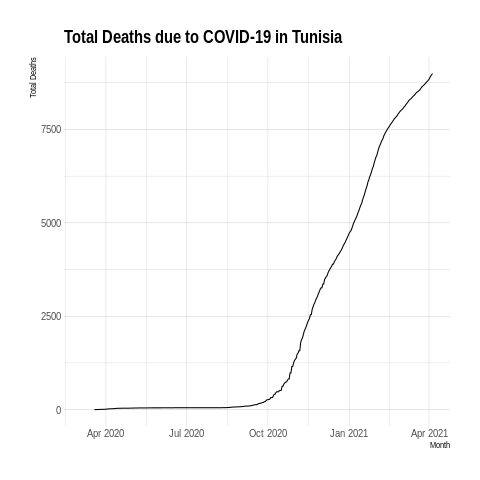 Total Deaths due to COVID-19 in Tunisia
Total Deaths
7500
5000
2500
0
Apr 2020 Jul 2020 Oct 2020 Jan 2021 Apr 2021
Month